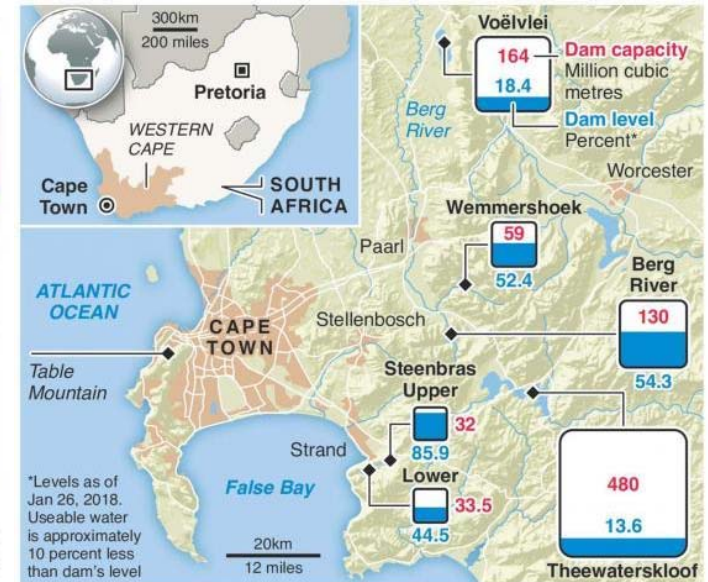 300km
200 miles
Pretoria
WESTERN
CAPE
Cape
Town
SOUTH
AFRICA
Voëlvlei
164
18.4
Dam capacity
Million cubic
metres
Dam level
Percent*
Berg
River
Worcester
Wemmershoek
59
52.4
Paarl
Berg
River
130
54.3
ATLANTIC
OCEAN
CAPE
TOWN
Stellenbosch
Table
Mountain
Steenbras
Upper
32
85.9
Strand
Lower
33.5
44.5
False Bay
480
13.6
Theewaterskloof
*Levels as of
Jan 26, 2018.
Useable water
is approximately
10 percent less
than dam's level
20km
12 miles